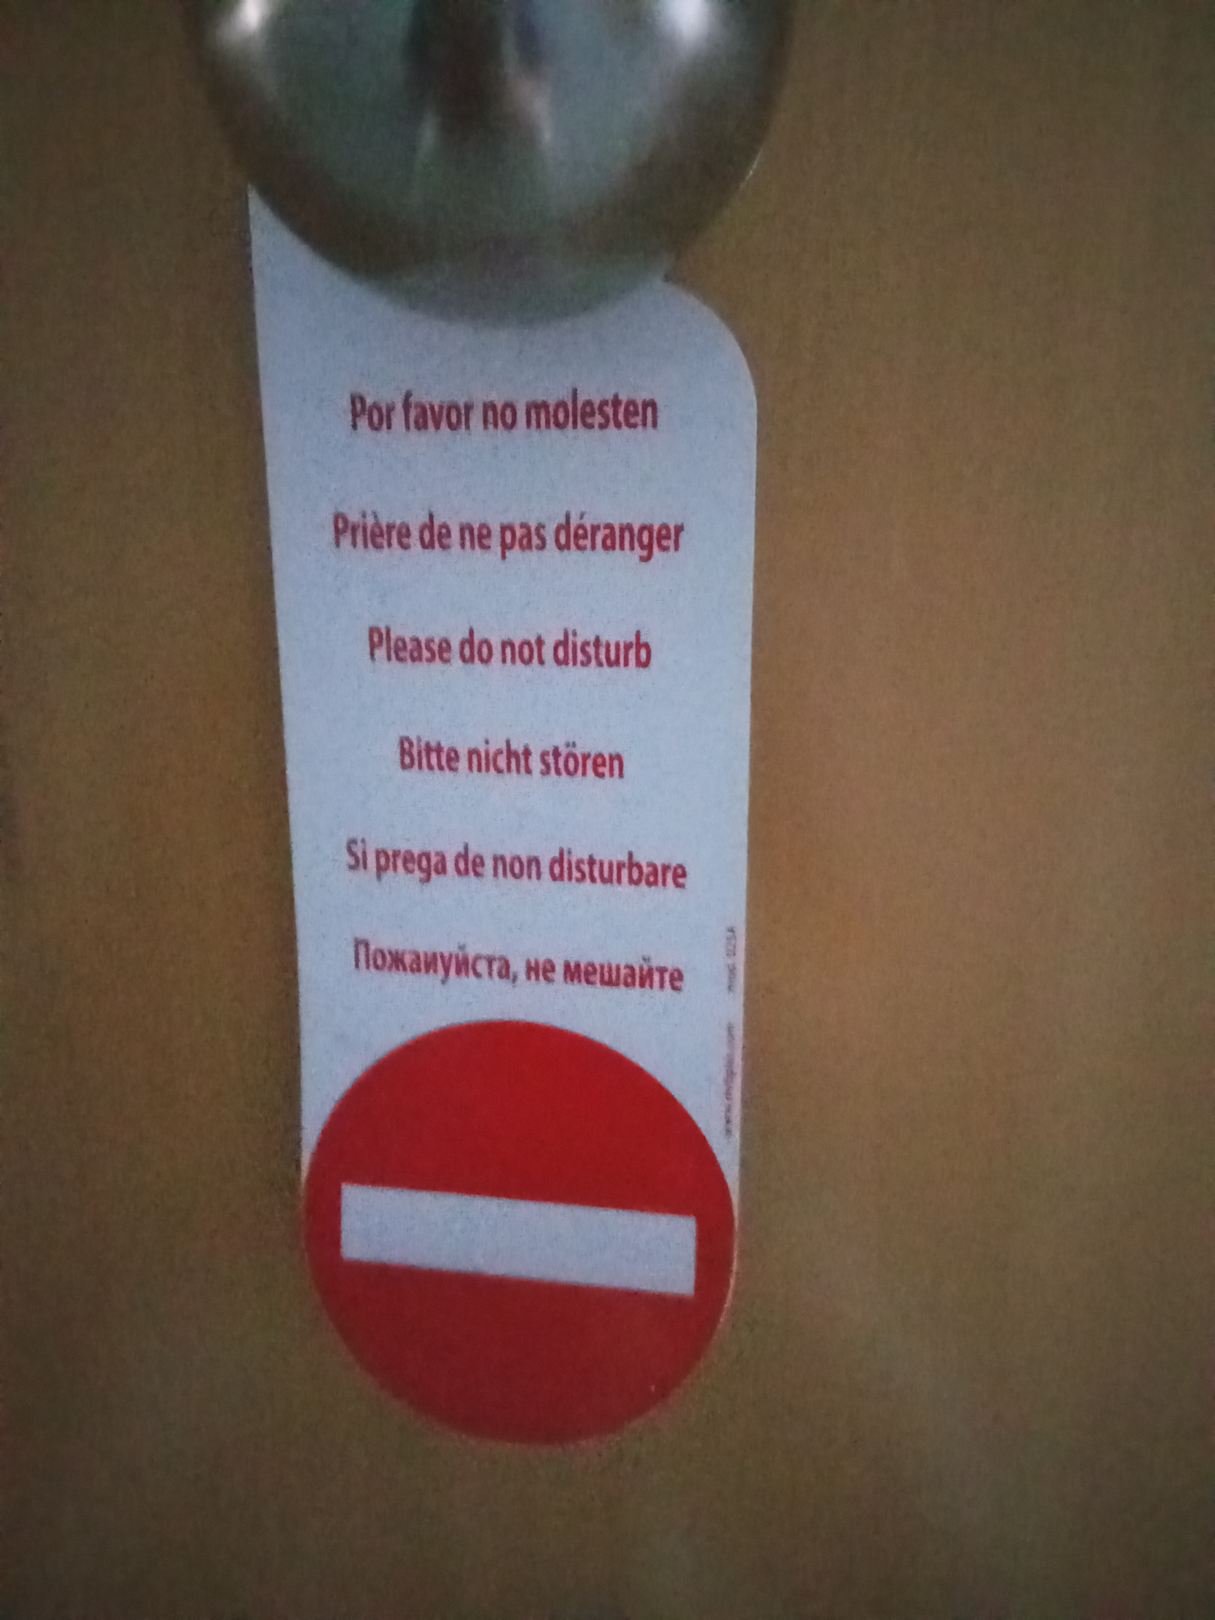 Por favor no molesten
Prière de ne pas déranger
Please do not disturb
Bitte nicht stören
Si prega de non disturbare
Пожаиуйста, не мешайте